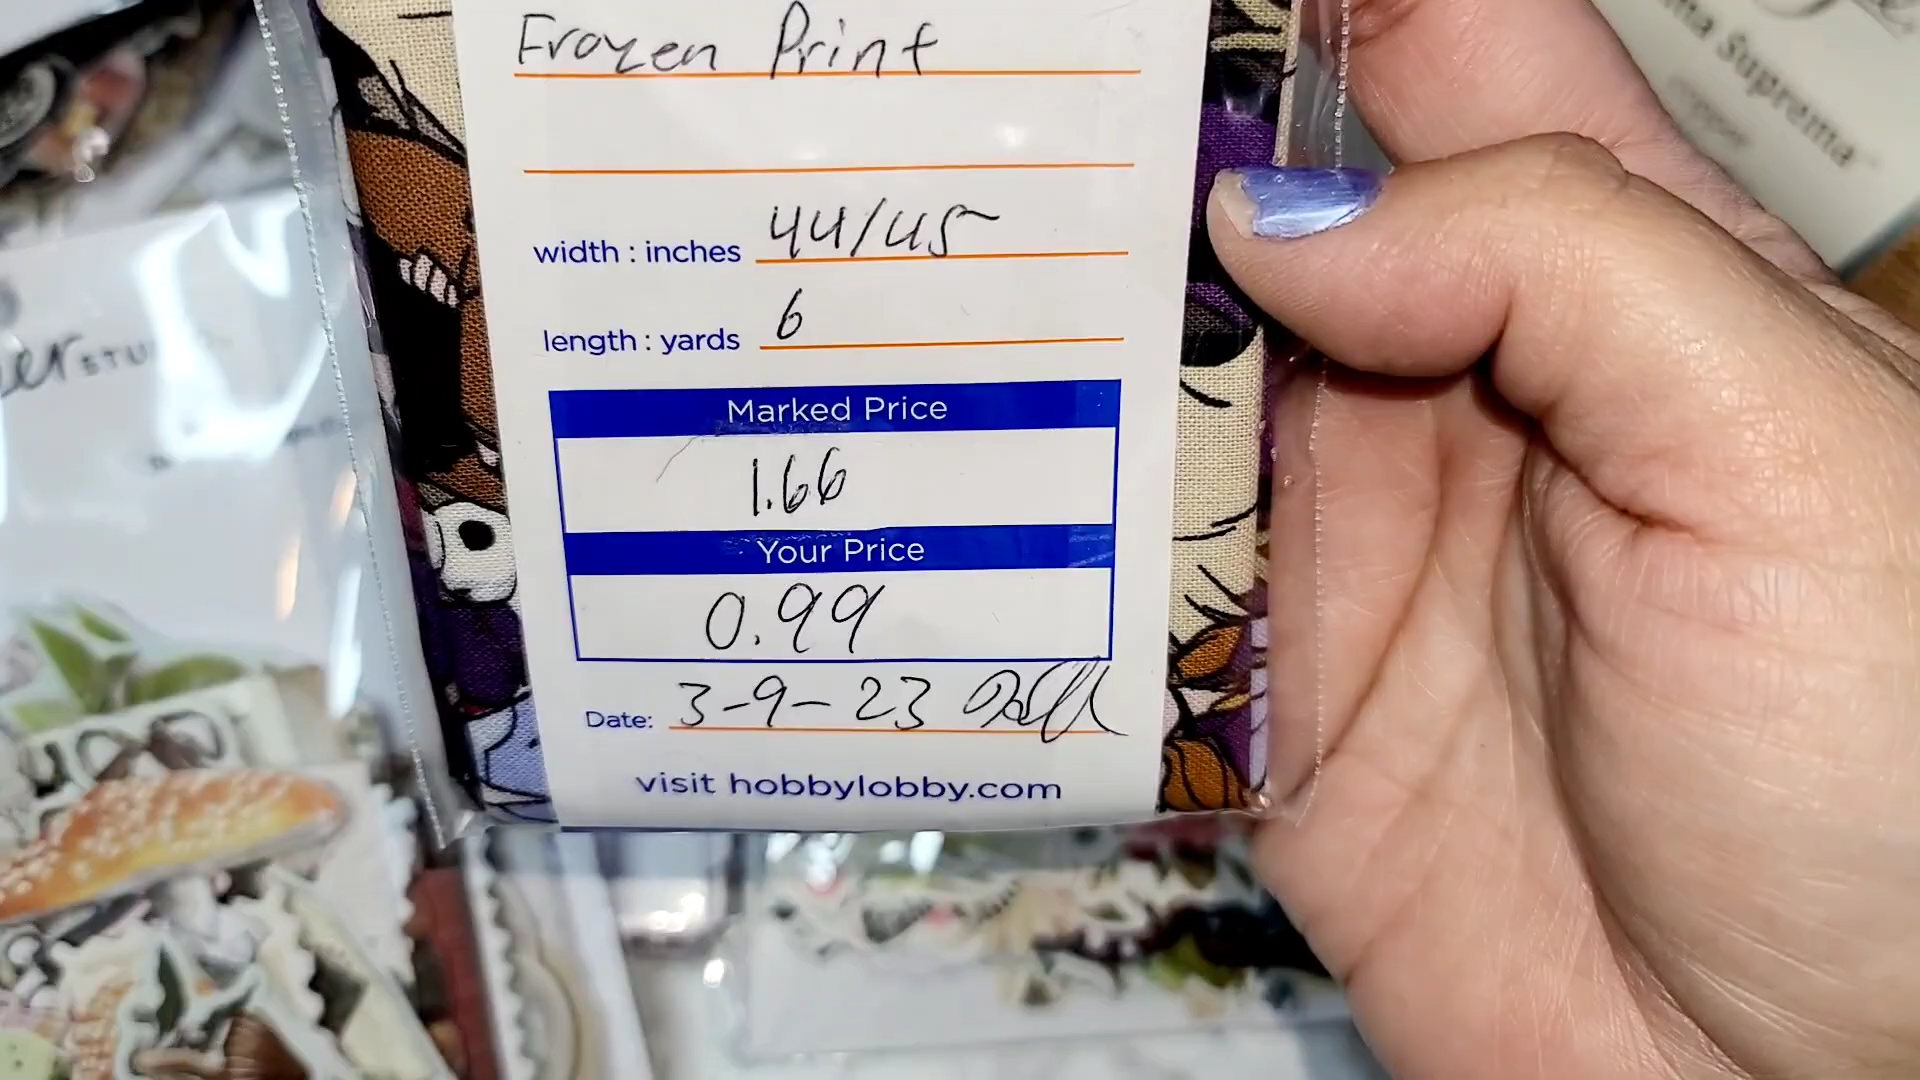 Frozen Print
width : inches 44/45
length : yards 6
Marked Price
1.66
Your Price
0.99
Date: 3-9-23
visit hobbylobby.com
Suprema